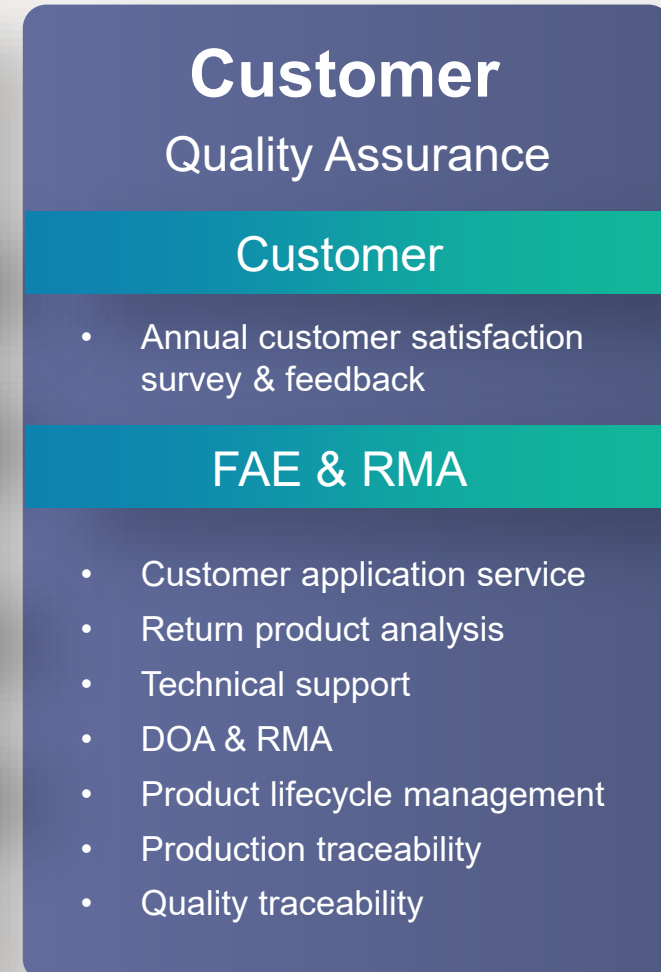 Customer
Quality Assurance
Customer
• Annual customer satisfaction
survey & feedback
FAE & RMA
• Customer application service
• Return product analysis
• Technical support
• DOA & RMA
• Product lifecycle management
• Production traceability
• Quality traceability